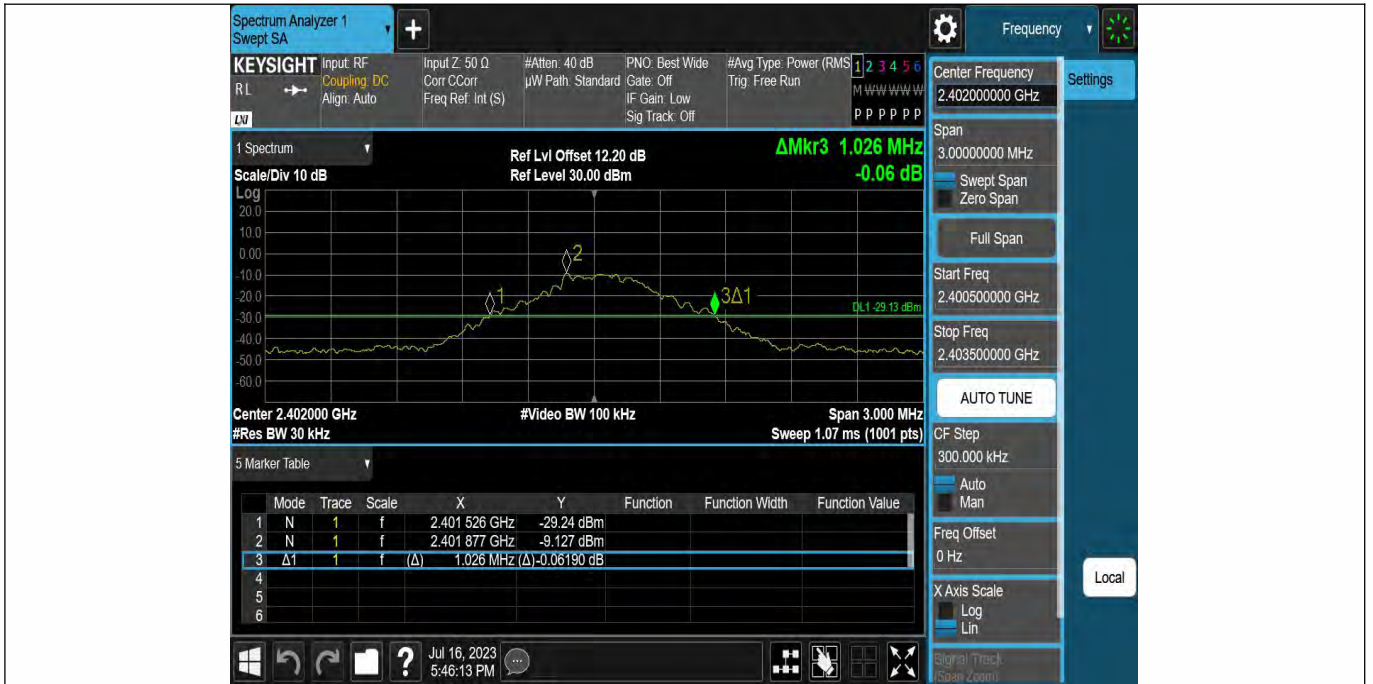 Spectrum Analyzer 1
Swept SA
+
Frequency
KEYSIGHT
RL
LXI
Input: RF
Coupling: DC
Align: Auto
Input Z: 50 Ω
Corr CCorr
Freq Ref: Int (S)
#Atten: 40 dB
µW Path: Standard
PNO: Best Wide
Gate: Off
IF Gain: Low
Sig Track: Off
#Avg Type: Power (RMS
Trig: Free Run
1 2 3 4 5 6
M W W W W W
P P P P P P
Center Frequency
2.402000000 GHz
Settings
1 Spectrum
Scale/Div 10 dB
Ref Lvl Offset 12.20 dB
Ref Level 30.00 dBm
ΔMkr3 1.026 MHz
-0.06 dB
Span
3.00000000 MHz
Swept Span
Zero Span
Full Span
Start Freq
2.400500000 GHz
Stop Freq
2.403500000 GHz
AUTO TUNE
CF Step
300.000 kHz
Auto
Man
Freq Offset
0 Hz
X Axis Scale
Log
Lin
Signal Track
(Span Zoom)
Local
Log
20.0
10.0
0.00
-10.0
-20.0
-30.0
-40.0
-50.0
-60.0
1
2
3Δ1
DL1 -29.13 dBm
Center 2.402000 GHz
#Video BW 100 kHz
Span 3.000 MHz
#Res BW 30 kHz
Sweep 1.07 ms (1001 pts)
5 Marker Table
Mode Trace Scale X Y Function Function Width Function Value
1 N 1 f 2.401 526 GHz -29.24 dBm
2 N 1 f 2.401 877 GHz -9.127 dBm
3 Δ1 1 f (Δ) 1.026 MHz (Δ) -0.06190 dB
4
5
6
?
Jul 16, 2023
5:46:13 PM